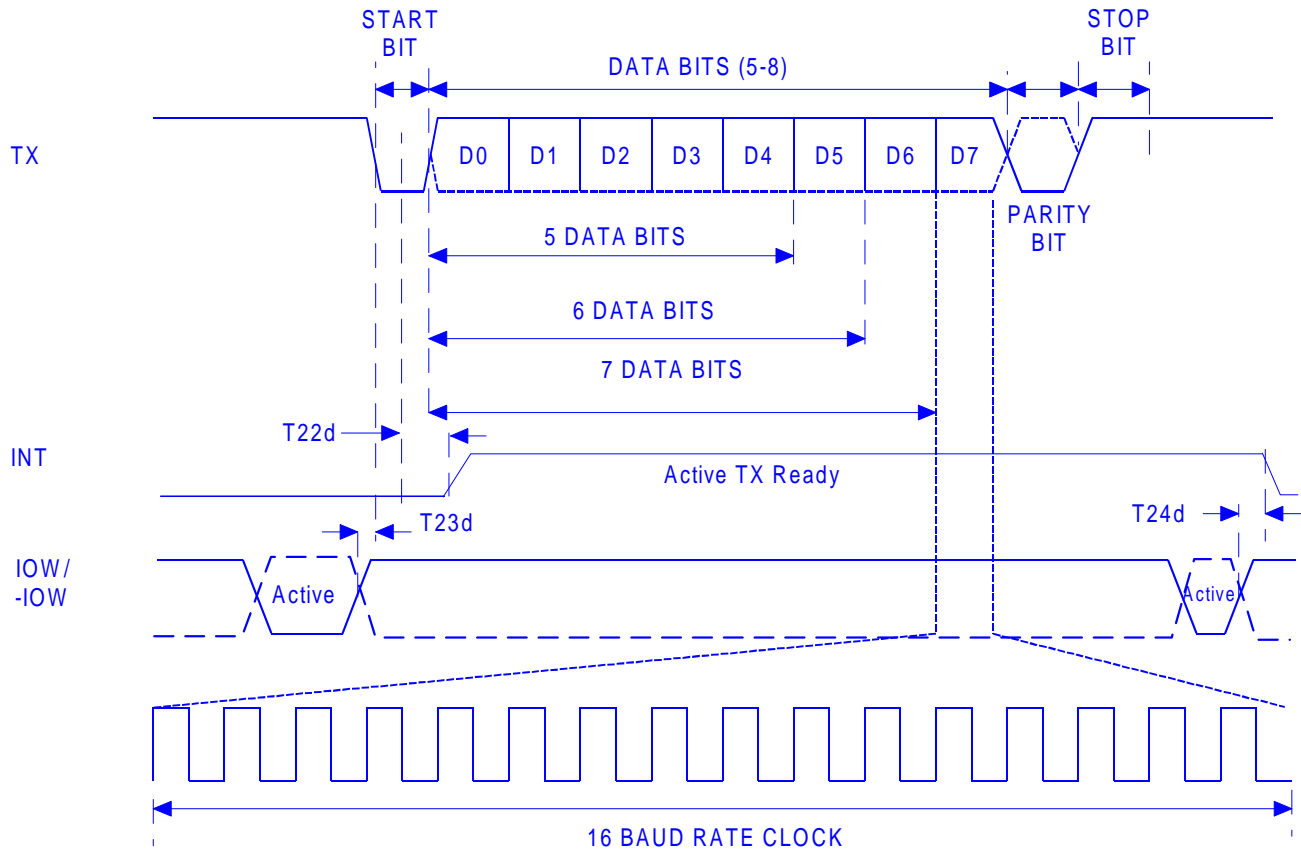 START
BIT
STOP
BIT
DATA BITS (5-8)
TX
D0 D1 D2 D3 D4 D5 D6 D7
PARITY
BIT
5 DATA BITS
6 DATA BITS
7 DATA BITS
T22d
INT
Active TX Ready
T23d
T24d
IOW/
-IOW
Active
Active
16 BAUD RATE CLOCK